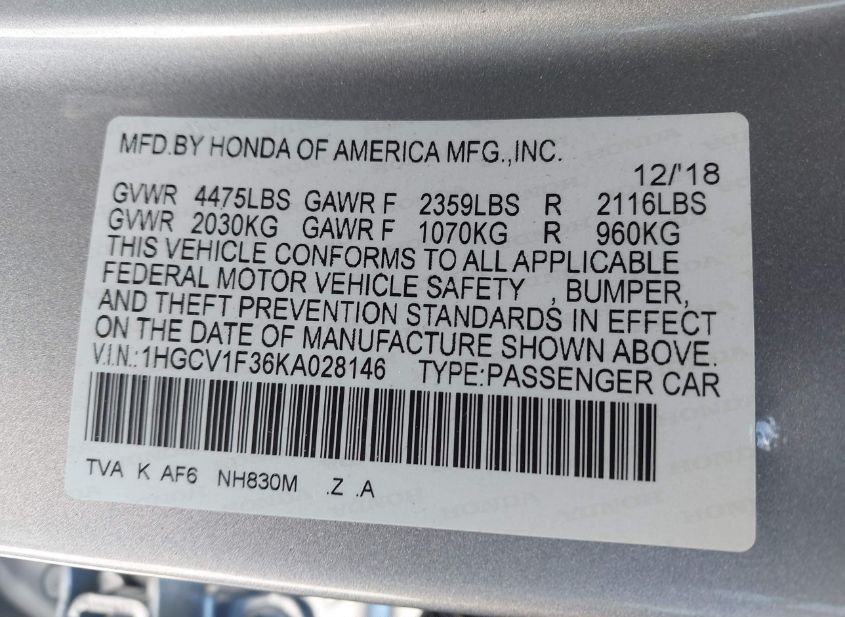 MFD.BY HONDA OF AMERICA MFG.,INC.
12/'18
GVWR 4475LBS GAWR F 2359LBS R 2116LBS
GVWR 2030KG GAWR F 1070KG R 960KG
THIS VEHICLE CONFORMS TO ALL APPLICABLE
FEDERAL MOTOR VEHICLE SAFETY , BUMPER,
AND THEFT PREVENTION STANDARDS IN EFFECT
ON THE DATE OF MANUFACTURE SHOWN ABOVE.
V.I.N.:1HGCV1F36KA028146 TYPE:PASSENGER CAR
TVA K AF6 NH830M .Z .A